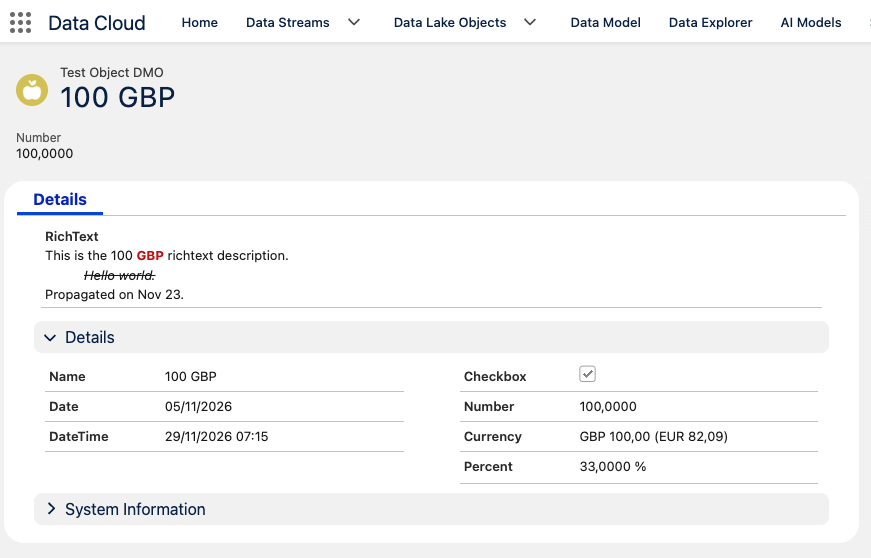 Data Cloud Home Data Streams Data Lake Objects Data Model Data Explorer AI Models
Test Object DMO
100 GBP
Number
100,0000
Details
RichText
This is the 100 GBP richtext description.
Hello world.
Propagated on Nov 23.
Details
Name 100 GBP
Date 05/11/2026
DateTime 29/11/2026 07:15
Checkbox
Number 100,0000
Currency GBP 100,00 (EUR 82,09)
Percent 33,0000 %
System Information